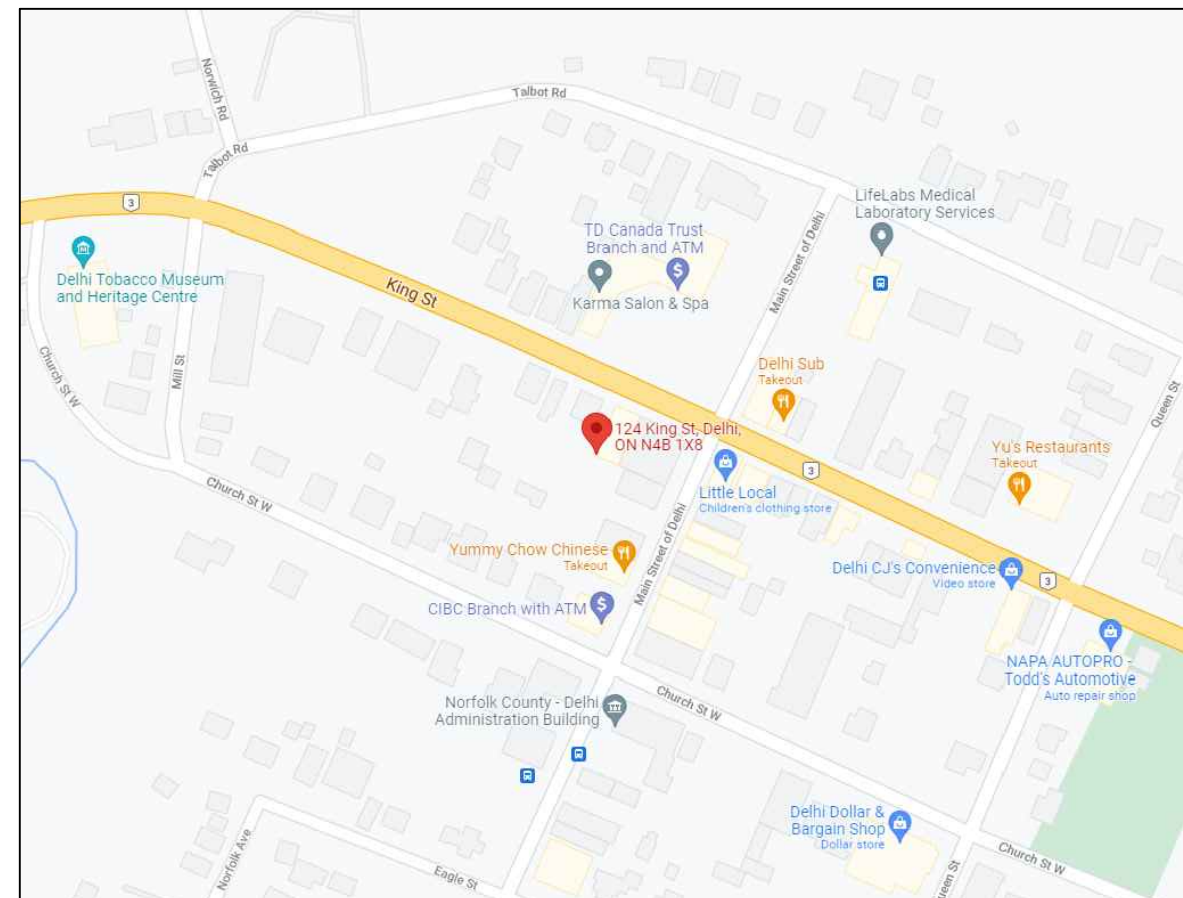 Norwich Rd
Talbot Rd
Talbot Rd
3
LifeLabs Medical
Laboratory Services
TD Canada Trust
Branch and ATM
$
Karma Salon & Spa
Main Street of Delhi
Delhi Tobacco Museum
and Heritage Centre
King St
Church St W
Mill St
Delhi Sub
Takeout
Queen St
124 King St, Delhi,
ON N4B 1X8
Yu's Restaurants
Takeout
3
Little Local
Children's clothing store
Church St W
Main Street of Delhi
Yummy Chow Chinese
Takeout
Delhi CJ's Convenience
Video store
3
CIBC Branch with ATM
$
NAPA AUTOPRO -
Todd's Automotive
Auto repair shop
Norfolk County - Delhi
Administration Building
Church St W
Delhi Dollar &
Bargain Shop
Dollar store
Norfolk Ave
Eagle St
Church St W
ueen St